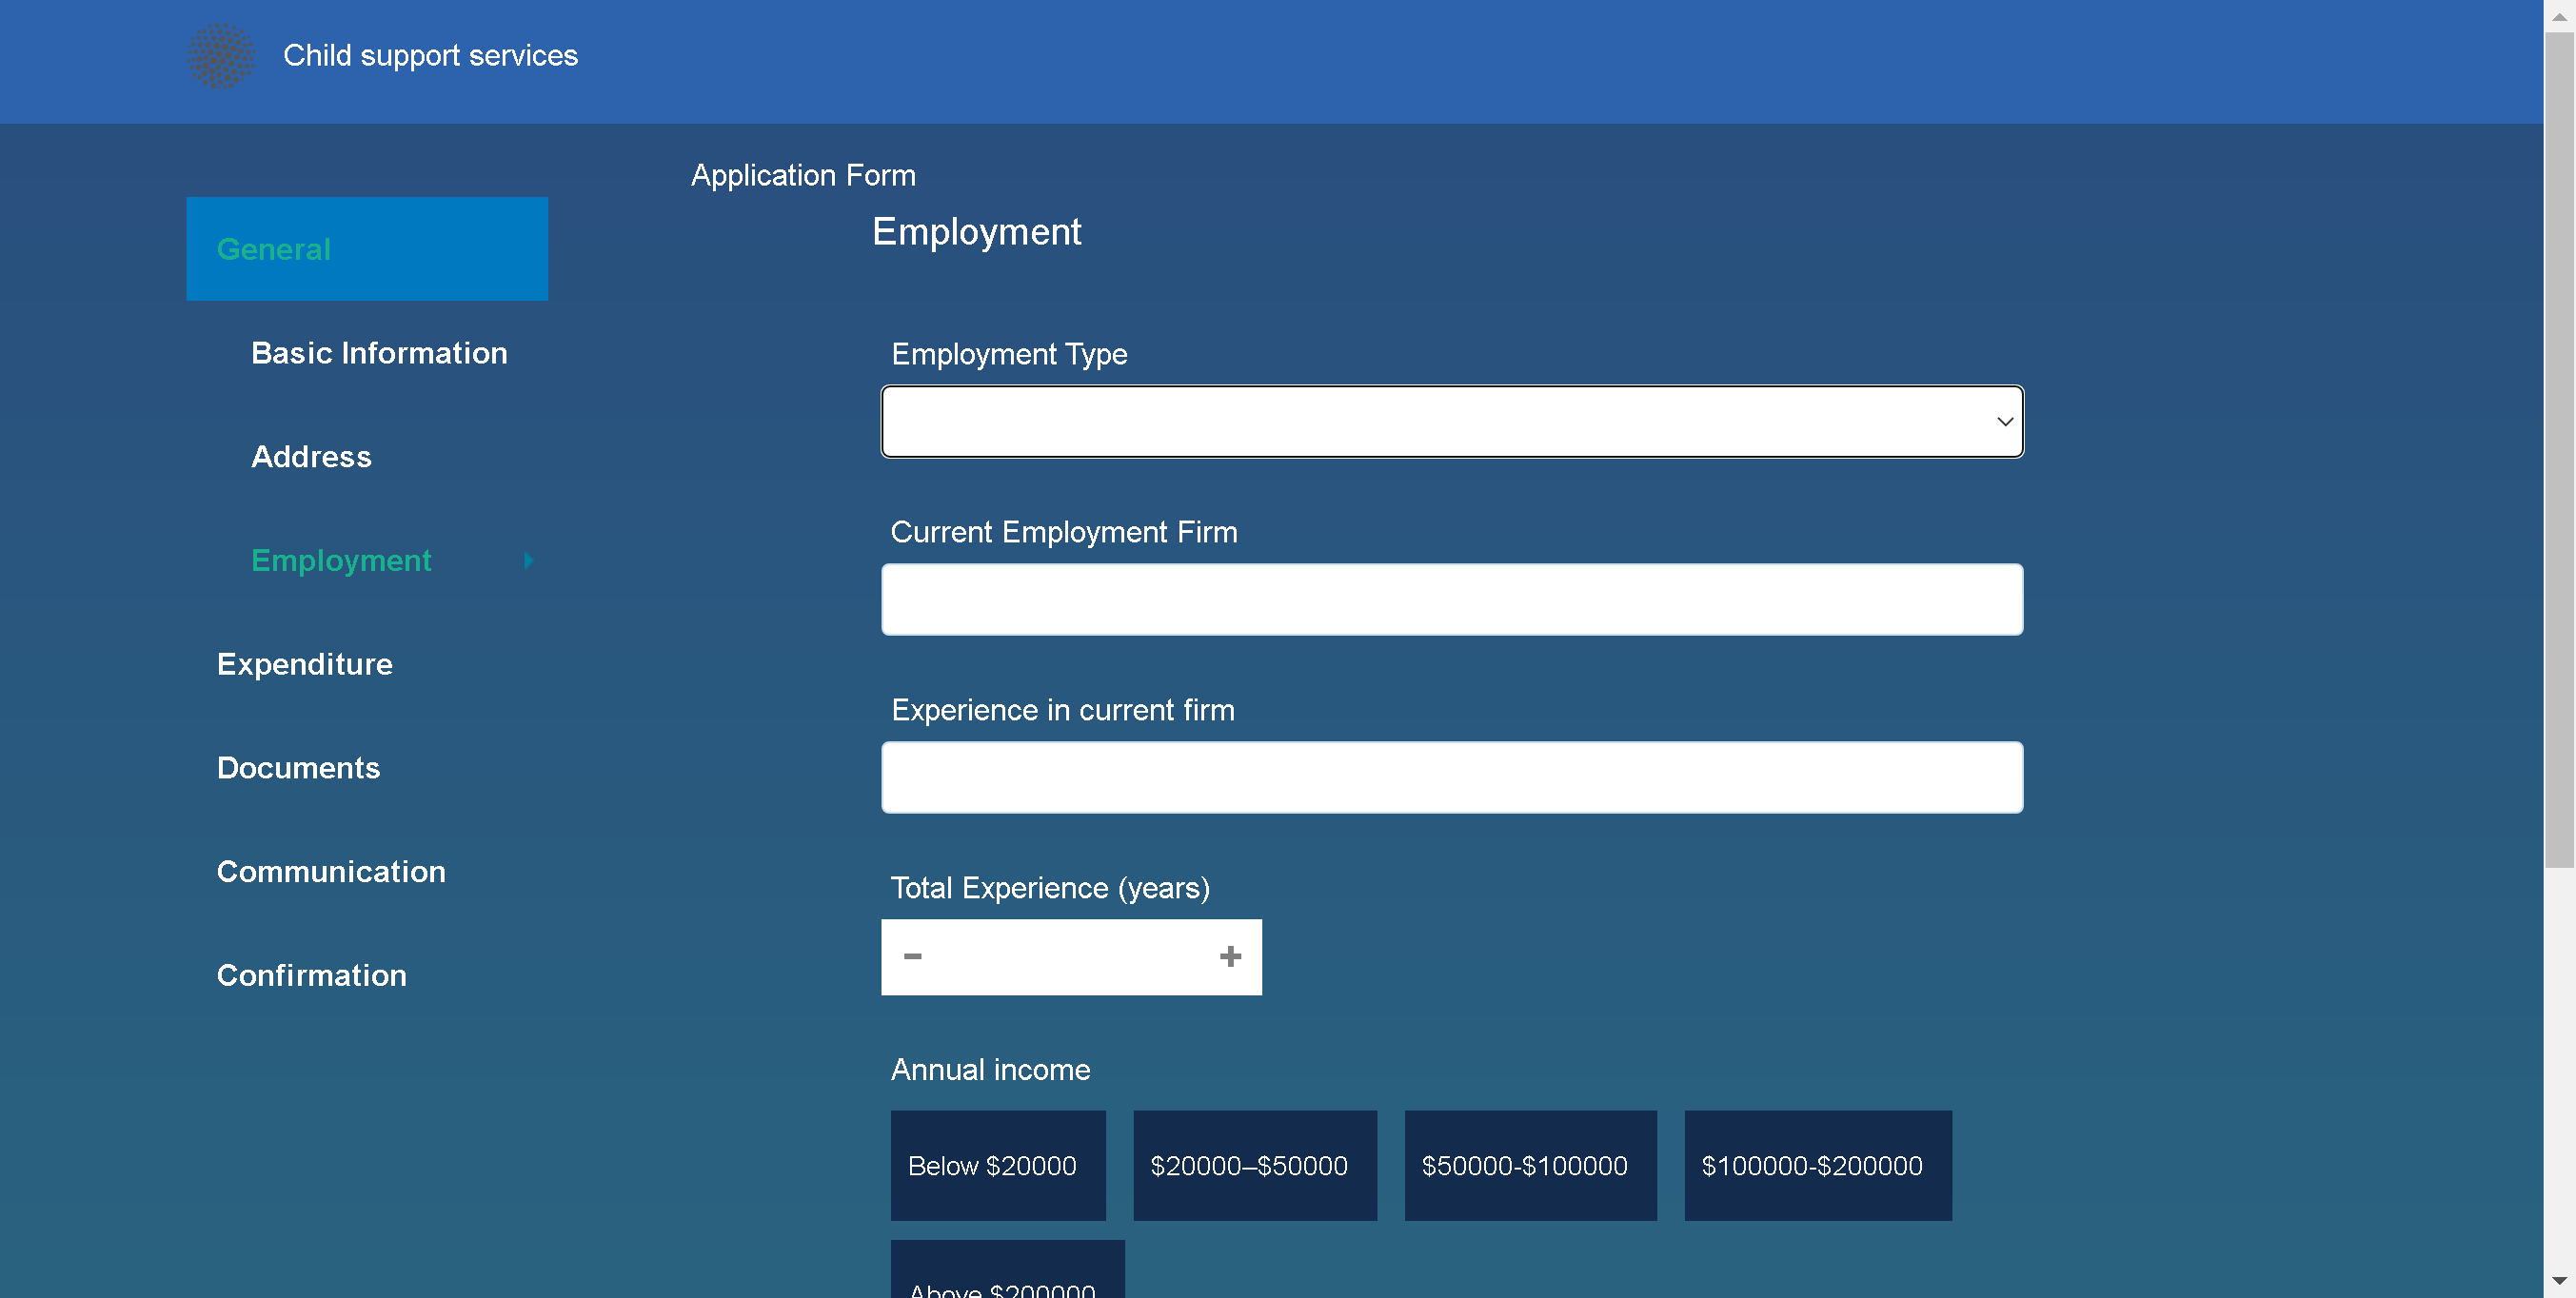 Child support services
Application Form
Employment
General
Basic Information
Address
Employment
Expenditure
Documents
Communication
Confirmation
Employment Type
Current Employment Firm
Experience in current firm
Total Experience (years)
Annual income
Below $20000
$20000–$50000
$50000-$100000
$100000-$200000
Above $200000